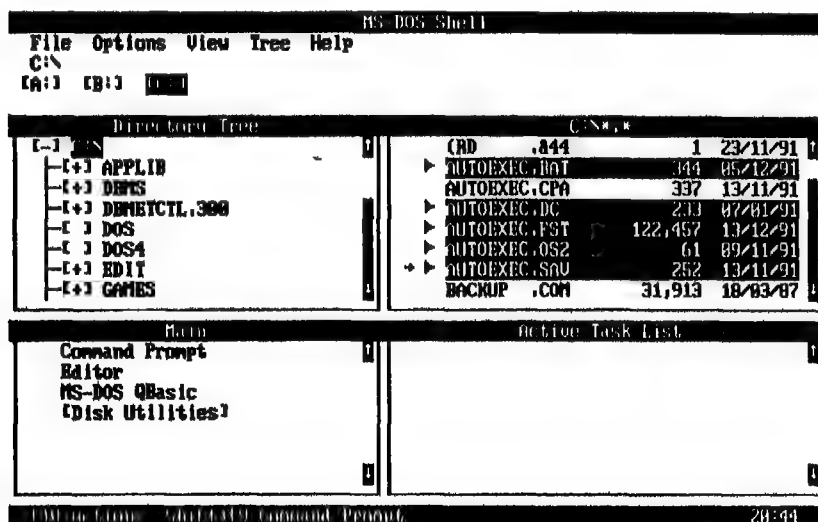 MS-DOS Shell
File Options View Tree Help
C:\
[A:] [B:]
Directory Tree
[-] C:\
[+] APPLIB
[+] DBMS
[+] DBNETCTL.300
[ ] DOS
[ ] DOS4
[+] EDIT
[+] GAMES
C:\*.*
(RD .844 1 23/11/91
AUTOEXEC.BAT 344 05/12/91
AUTOEXEC.CPA 337 13/11/91
AUTOEXEC.DC 233 07/01/91
AUTOEXEC.FST 122,457 13/12/91
AUTOEXEC.OS2 61 09/11/91
AUTOEXEC.SAV 252 13/11/91
BACKUP .COM 31,913 18/03/87
Main
Command Prompt
Editor
MS-DOS QBasic
[Disk Utilities]
Active Task List
Command Prompt 20:44